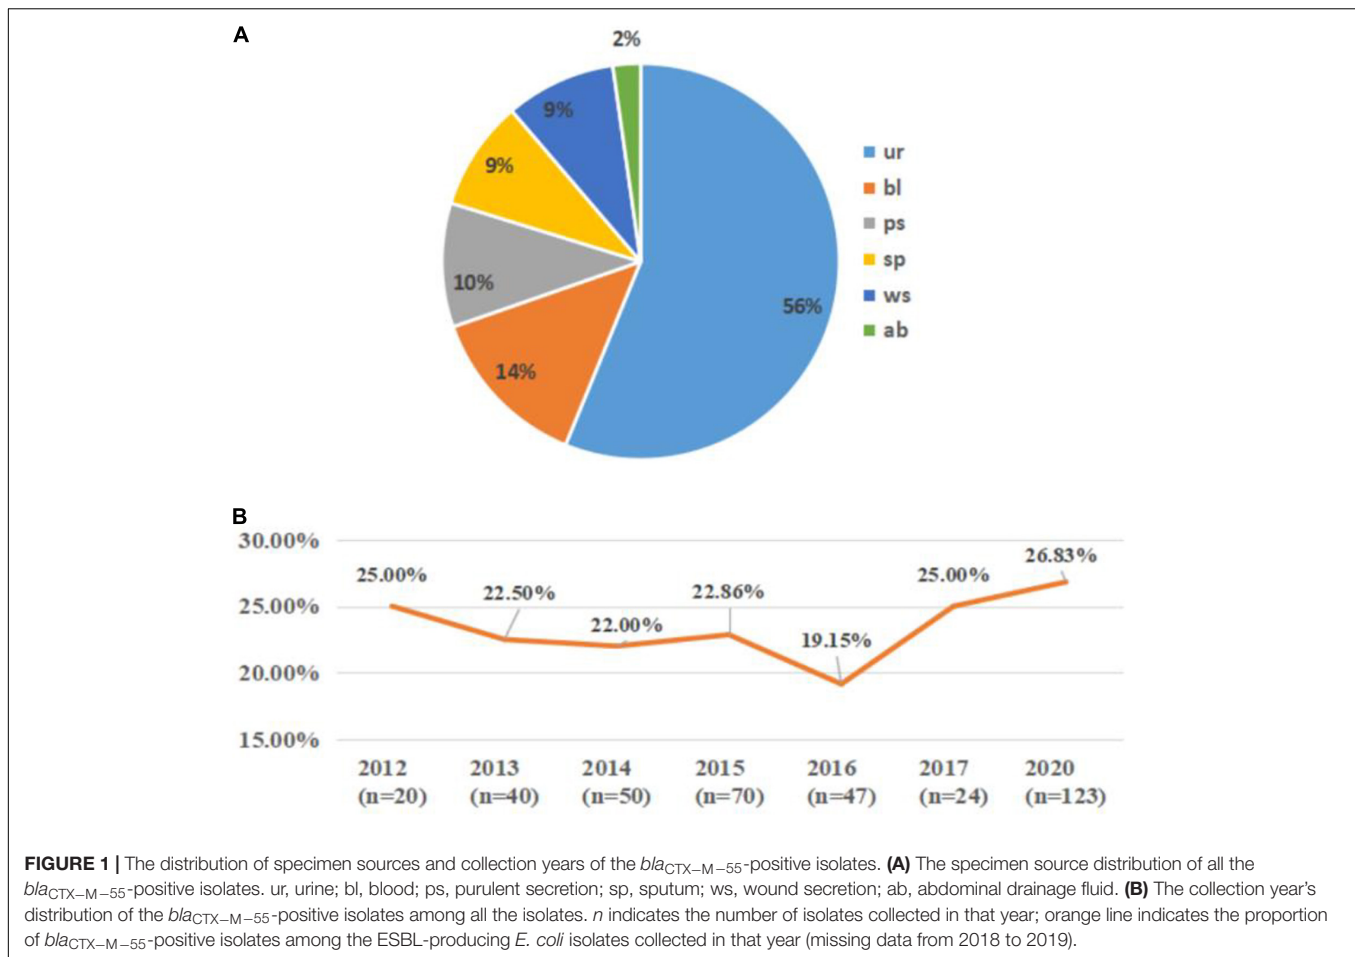 A
2%
9%
9%
10%
14%
56%
ur
bl
ps
sp
ws
ab
B
30.00%
25.00%
20.00%
15.00%
25.00%
22.50%
22.00%
22.86%
19.15%
25.00%
26.83%
2012 2013 2014 2015 2016 2017 2020
(n=20) (n=40) (n=50) (n=70) (n=47) (n=24) (n=123)
FIGURE 1 | The distribution of specimen sources and collection years of the blaCTX−M−55-positive isolates. (A) The specimen source distribution of all the
blaCTX−M−55-positive isolates. ur, urine; bl, blood; ps, purulent secretion; sp, sputum; ws, wound secretion; ab, abdominal drainage fluid. (B) The collection year's
distribution of the blaCTX−M−55-positive isolates among all the isolates. n indicates the number of isolates collected in that year; orange line indicates the proportion
of blaCTX−M−55-positive isolates among the ESBL-producing E. coli isolates collected in that year (missing data from 2018 to 2019).